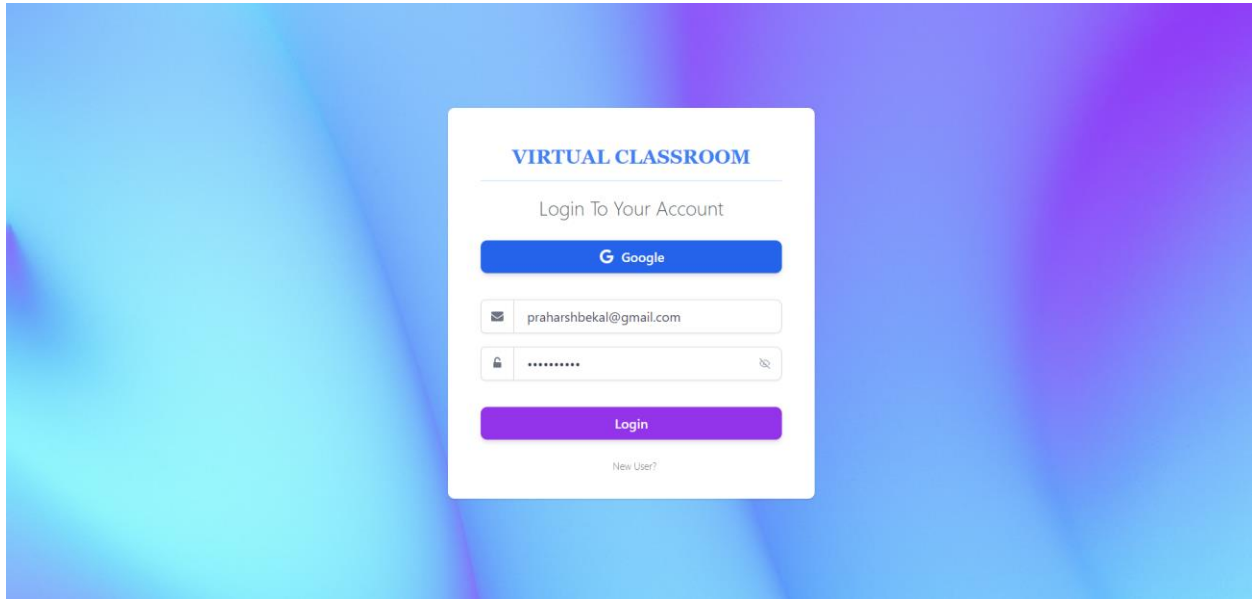 VIRTUAL CLASSROOM
Login To Your Account
G Google
praharshbekal@gmail.com
••••••••••
Login
New User?